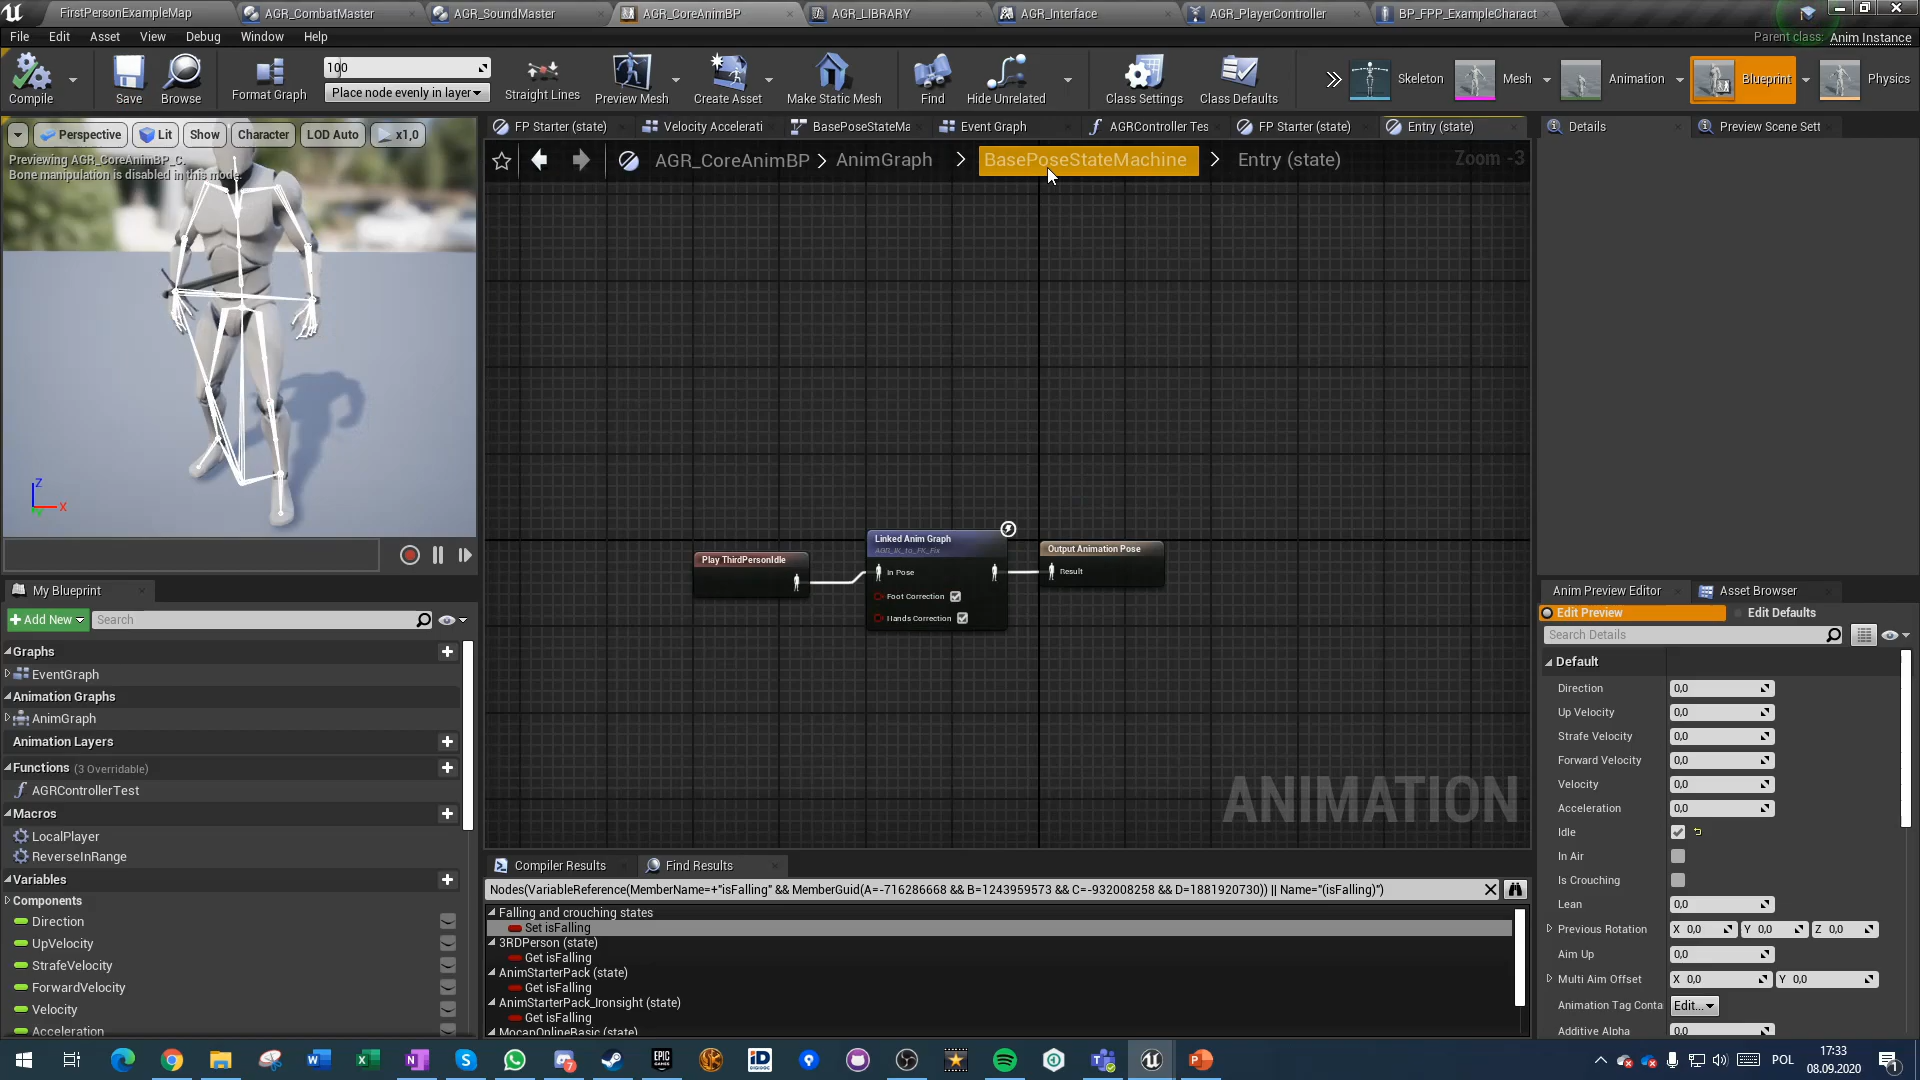 FirstPersonExampleMap
AGR_CombatMaster
AGR_SoundMaster
AGR_CoreAnimBP
AGR_LIBRARY
AGR_Interface
AGR_PlayerController
BP_FPP_ExampleCharact
File Edit Asset View Debug Window Help
Parent class: Anim Instance
Compile
Save
Browse
Format Graph
100
Place node evenly in layer
Straight Lines
Preview Mesh
Create Asset
Make Static Mesh
Find
Hide Unrelated
Class Settings
Class Defaults
Skeleton
Mesh
Animation
Blueprint
Physics
Perspective
Lit
Show
Character
LOD Auto
x1,0
Previewing AGR_CoreAnimBP_C.
Bone manipulation is disabled in this mode.
Z
X
FP Starter (state)
Velocity Accelerati
BasePoseStateMa
Event Graph
AGRController Tes
FP Starter (state)
Entry (state)
AGR_CoreAnimBP > AnimGraph > BasePoseStateMachine > Entry (state)
Zoom -3
Play ThirdPersonIdle
Linked Anim Graph
AGR_IK_to_FK_Fix
In Pose
Foot Correction
Hands Correction
Output Animation Pose
Result
ANIMATION
Details
Preview Scene Sett
My Blueprint
Add New
Search
Graphs
EventGraph
Animation Graphs
AnimGraph
Animation Layers
Functions (3 Overridable)
AGRControllerTest
Macros
LocalPlayer
ReverseInRange
Variables
Components
Direction
UpVelocity
StrafeVelocity
ForwardVelocity
Velocity
Acceleration
Compiler Results
Find Results
Nodes(VariableReference(MemberName=+"isFalling" && MemberGuid(A=-716286668 && B=1243959573 && C=-932008258 && D=1881920730)) || Name="(isFalling)")
Falling and crouching states
Set isFalling
3RDPerson (state)
Get isFalling
AnimStarterPack (state)
Get isFalling
AnimStarterPack_Ironsight (state)
Get isFalling
MocapOnlineBasic (state)
Anim Preview Editor
Asset Browser
Edit Preview
Edit Defaults
Search Details
Default
Direction 0,0
Up Velocity 0,0
Strafe Velocity 0,0
Forward Velocity 0,0
Velocity 0,0
Acceleration 0,0
Idle
In Air
Is Crouching
Lean 0,0
Previous Rotation X 0,0 Y 0,0 Z 0,0
Aim Up 0,0
Multi Aim Offset X 0,0 Y 0,0
Animation Tag Conta Edit...
Additive Alpha 0,0
POL
17:33
08.09.2020